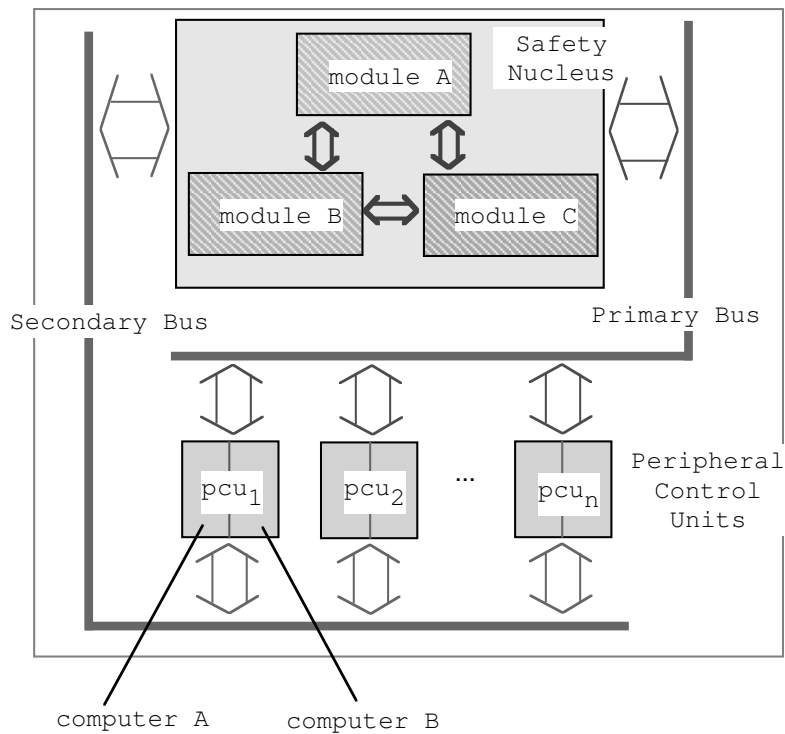 Safety
Nucleus
module A
module B
module C
Secondary Bus
Primary Bus
pcu1
pcu2
...
pcun
Peripheral
Control
Units
computer A
computer B